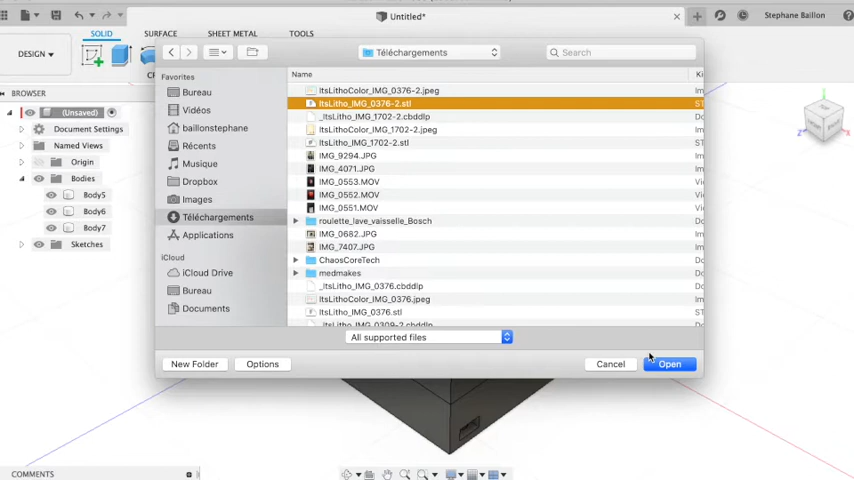 Untitled*
Stephane Baillon
SOLID SURFACE SHEET METAL TOOLS
DESIGN
Téléchargements
Search
BROWSER
(Unsaved)
Document Settings
Named Views
Origin
Bodies
Body5
Body6
Body7
Sketches
Favorites
Bureau
Vidéos
baillonstephane
Récents
Musique
Dropbox
Images
Téléchargements
Applications
iCloud
iCloud Drive
Bureau
Documents
Name
ItsLithoColor_IMG_0376-2.jpeg
ItsLitho_IMG_0376-2.stl
_ItsLitho_IMG_1702-2.cbddlp
ItsLithoColor_IMG_1702-2.jpeg
ItsLitho_IMG_1702-2.stl
IMG_9294.JPG
IMG_4071.JPG
IMG_0553.MOV
IMG_0552.MOV
IMG_0551.MOV
roulette_lave_vaisselle_Bosch
IMG_0682.JPG
IMG_7407.JPG
ChaosCoreTech
medmakes
_ItsLitho_IMG_0376.cbddlp
ItsLithoColor_IMG_0376.jpeg
ItsLitho_IMG_0376.stl
All supported files
New Folder Options Cancel Open
COMMENTS